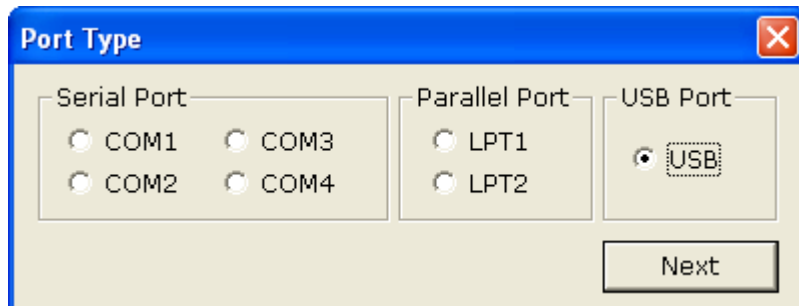 Port Type
Serial Port Parallel Port USB Port
COM1 COM3 LPT1 USB
COM2 COM4 LPT2
Next